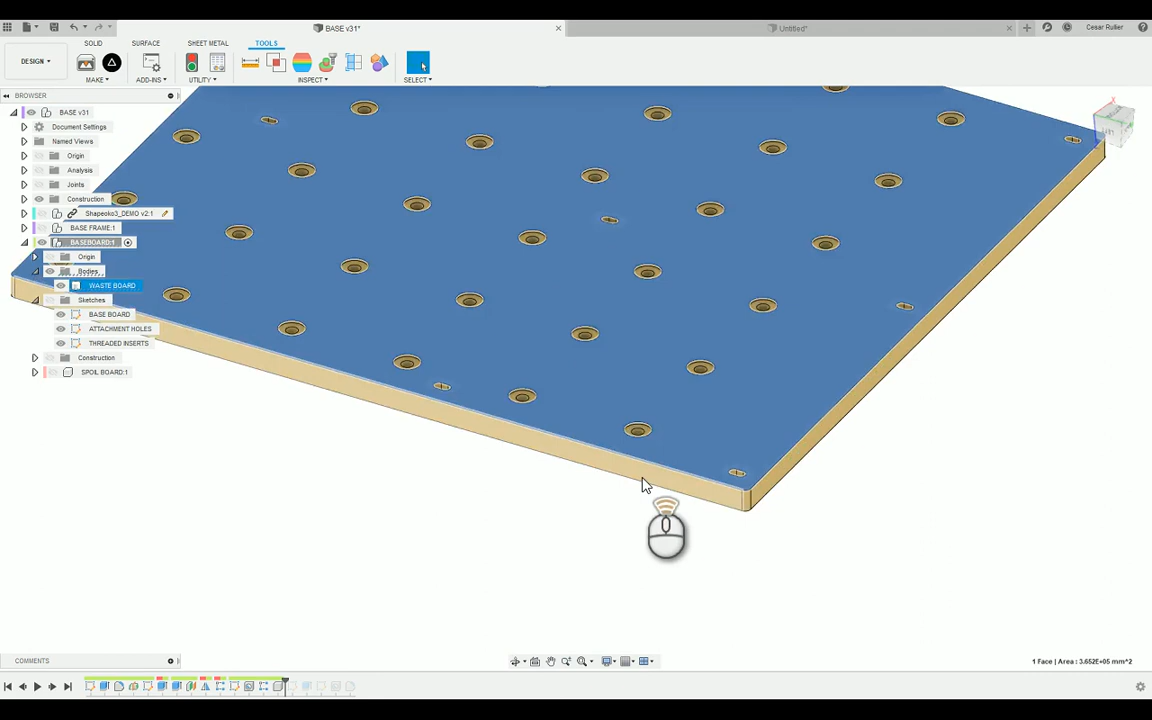 BASE v31*
Untitled*
Cesar Rulier
DESIGN
SOLID
SURFACE
SHEET METAL
TOOLS
MAKE
ADD-INS
UTILITY
INSPECT
SELECT
BROWSER
BASE v31
Document Settings
Named Views
Origin
Analysis
Joints
Construction
Shapeoko3_DEMO v2:1
BASE FRAME:1
BASEBOARD:1
Origin
Bodies
WASTE BOARD
Sketches
BASE BOARD
ATTACHMENT HOLES
THREADED INSERTS
Construction
SPOIL BOARD:1
COMMENTS
1 Face | Area : 3.652E+05 mm^2